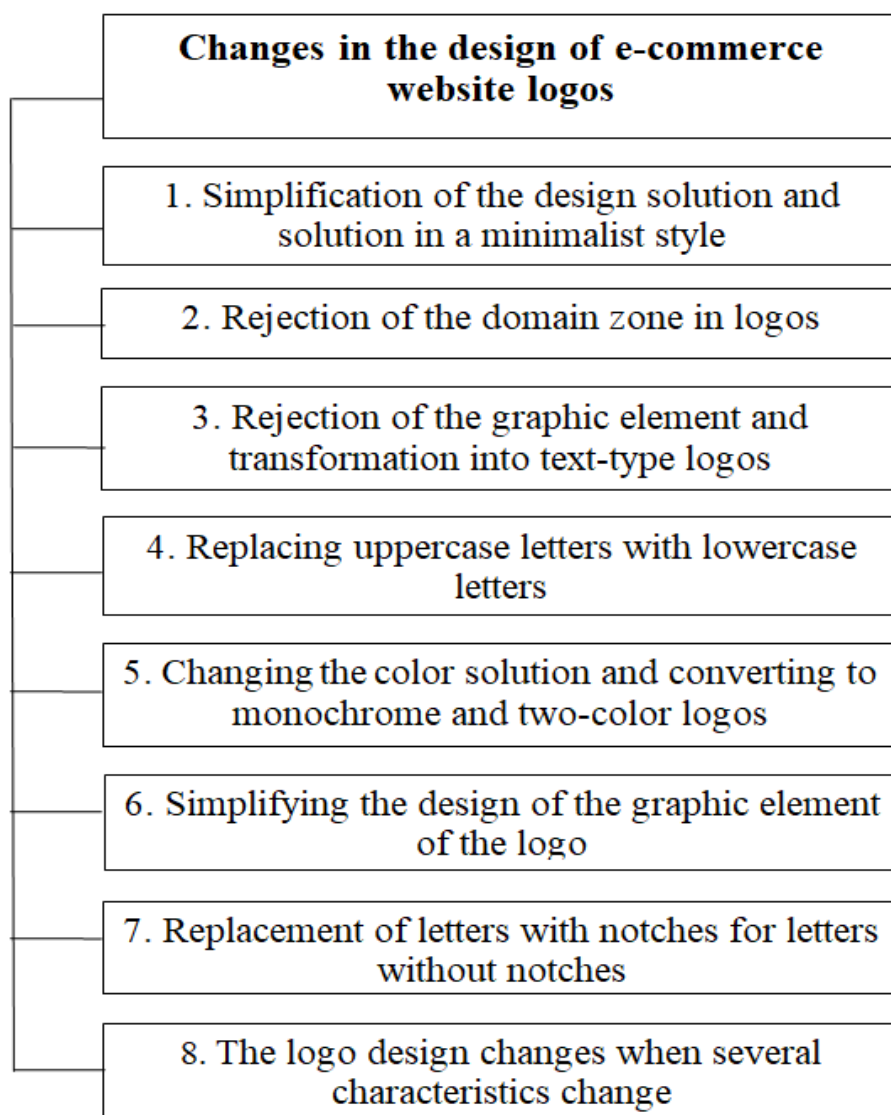 Changes in the design of e-commerce
website logos
1. Simplification of the design solution and
solution in a minimalist style
2. Rejection of the domain zone in logos
3. Rejection of the graphic element and
transformation into text-type logos
4. Replacing uppercase letters with lowercase
letters
5. Changing the color solution and converting to
monochrome and two-color logos
6. Simplifying the design of the graphic element
of the logo
7. Replacement of letters with notches for letters
without notches
8. The logo design changes when several
characteristics change